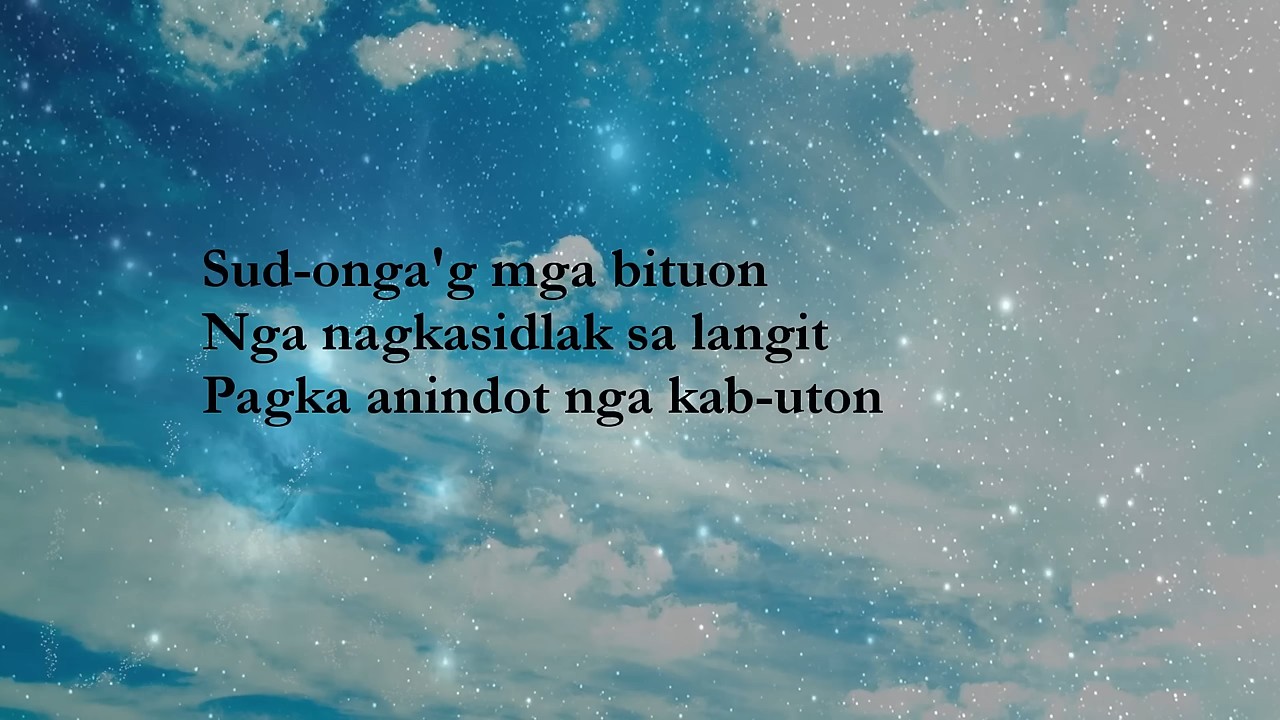 Sud-onga'g mga bituon
Nga nagkasidlak sa langit
Pagka anindot nga kab-uton